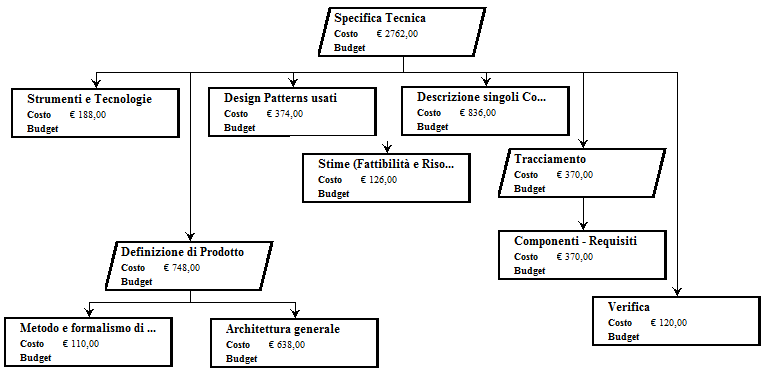 Specifica Tecnica
Costo € 2762,00
Budget
Strumenti e Tecnologie
Costo € 188,00
Budget
Design Patterns usati
Costo € 374,00
Budget
Descrizione singoli Co...
Costo € 836,00
Budget
Stime (Fattibilità e Riso...
Costo € 126,00
Budget
Tracciamento
Costo € 370,00
Budget
Definizione di Prodotto
Costo € 748,00
Budget
Componenti - Requisiti
Costo € 370,00
Budget
Verifica
Costo € 120,00
Budget
Metodo e formalismo di ...
Costo € 110,00
Budget
Architettura generale
Costo € 638,00
Budget